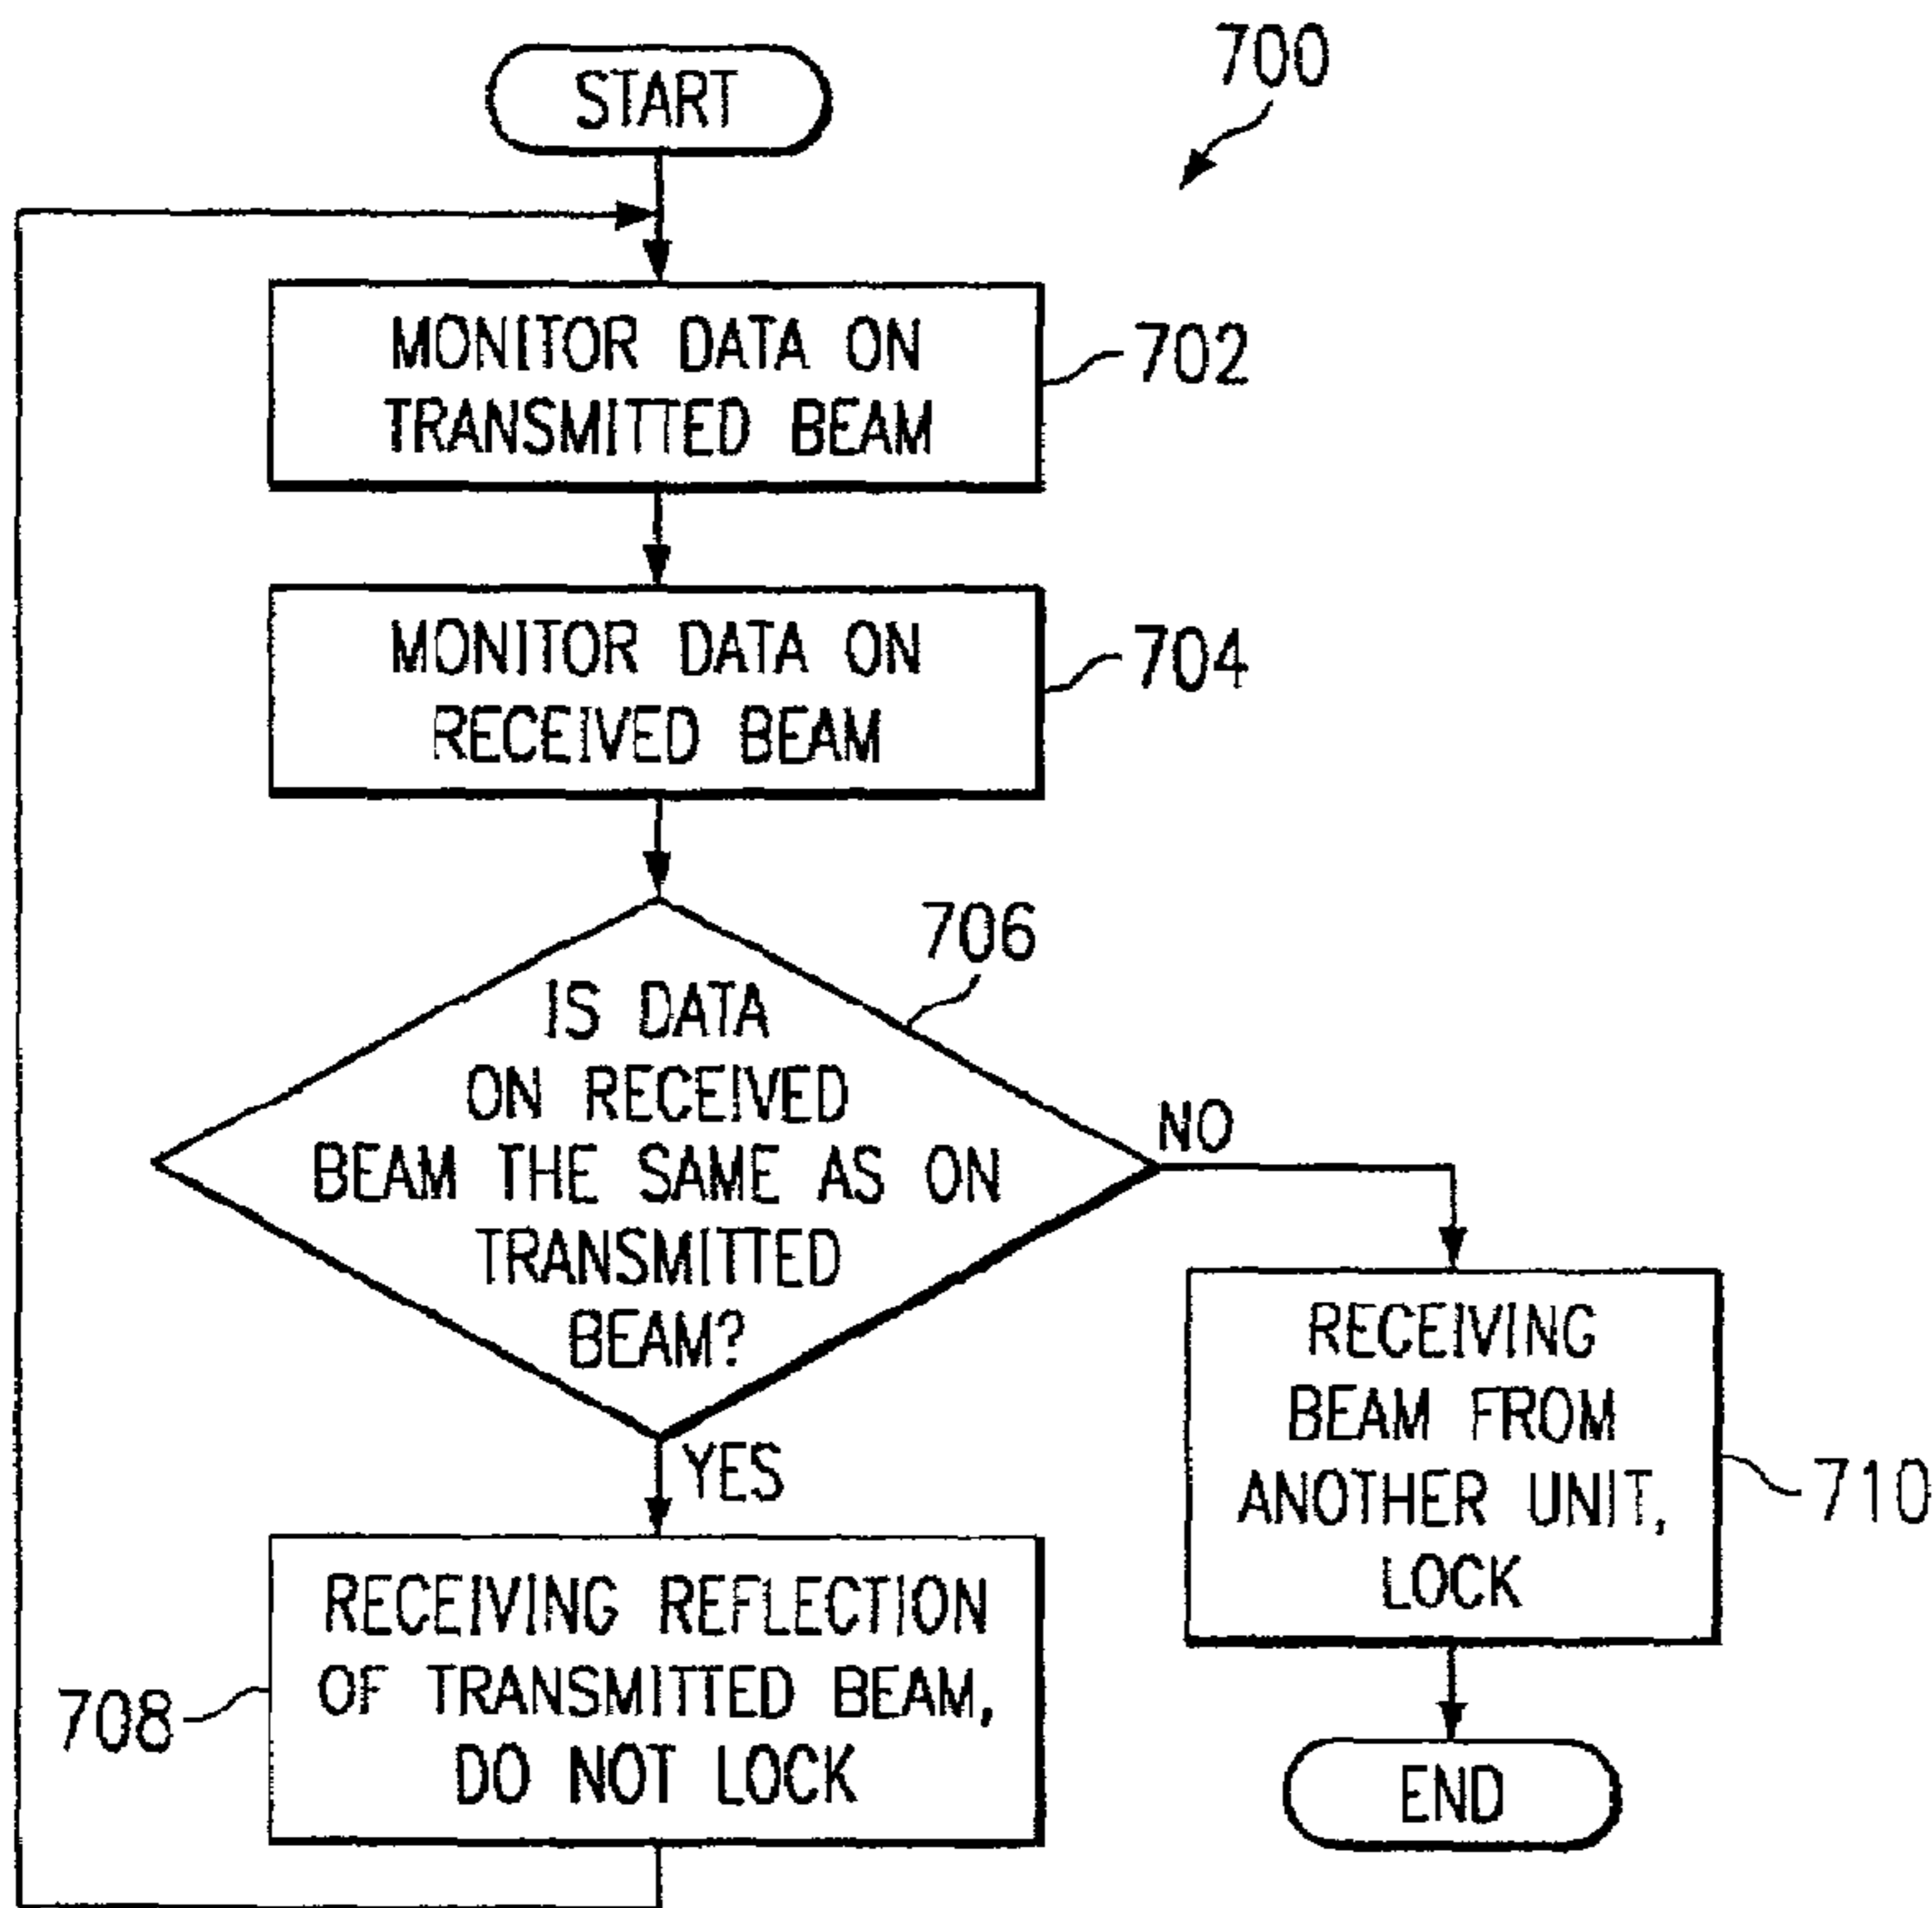 700
START
MONITOR DATA ON
TRANSMITTED BEAM
702
MONITOR DATA ON
RECEIVED BEAM
704
706
IS DATA
ON RECEIVED
BEAM THE SAME AS ON
TRANSMITTED
BEAM?
NO
YES
RECEIVING
BEAM FROM
ANOTHER UNIT,
LOCK
710
RECEIVING REFLECTION
OF TRANSMITTED BEAM,
DO NOT LOCK
708
END